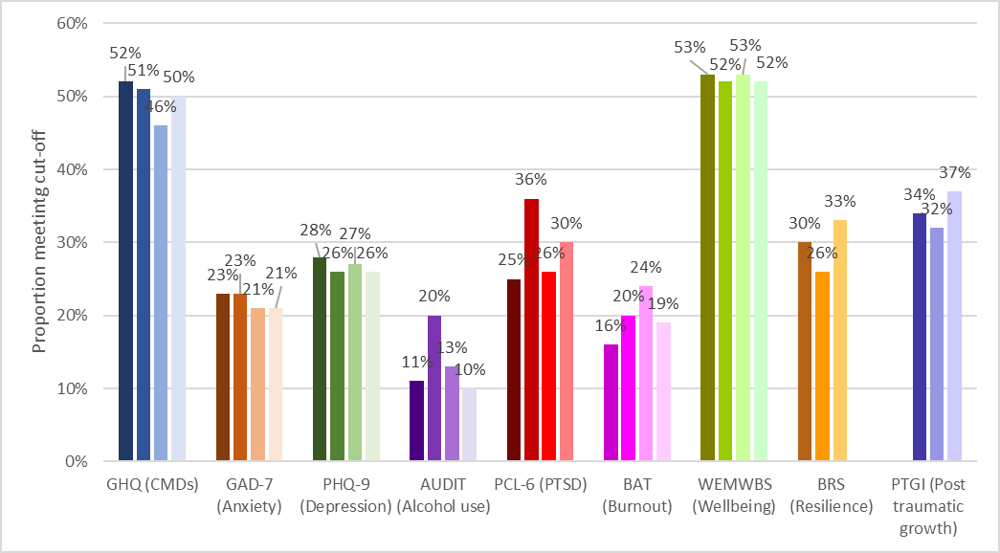 Proportion meetintg cut-off
60%
50%
40%
30%
20%
10%
0%
52%
51%
46%
50%
23%
23%
21%
21%
28%
26%
27%
26%
11%
20%
13%
10%
25%
36%
26%
30%
16%
20%
24%
19%
53%
52%
53%
52%
30%
26%
33%
34%
32%
37%
GHQ (CMDs)
GAD-7
(Anxiety)
PHQ-9
(Depression)
AUDIT
(Alcohol use)
PCL-6 (PTSD)
BAT
(Burnout)
WEMWBS
(Wellbeing)
BRS
(Resilience)
PTGI (Post
traumatic
growth)